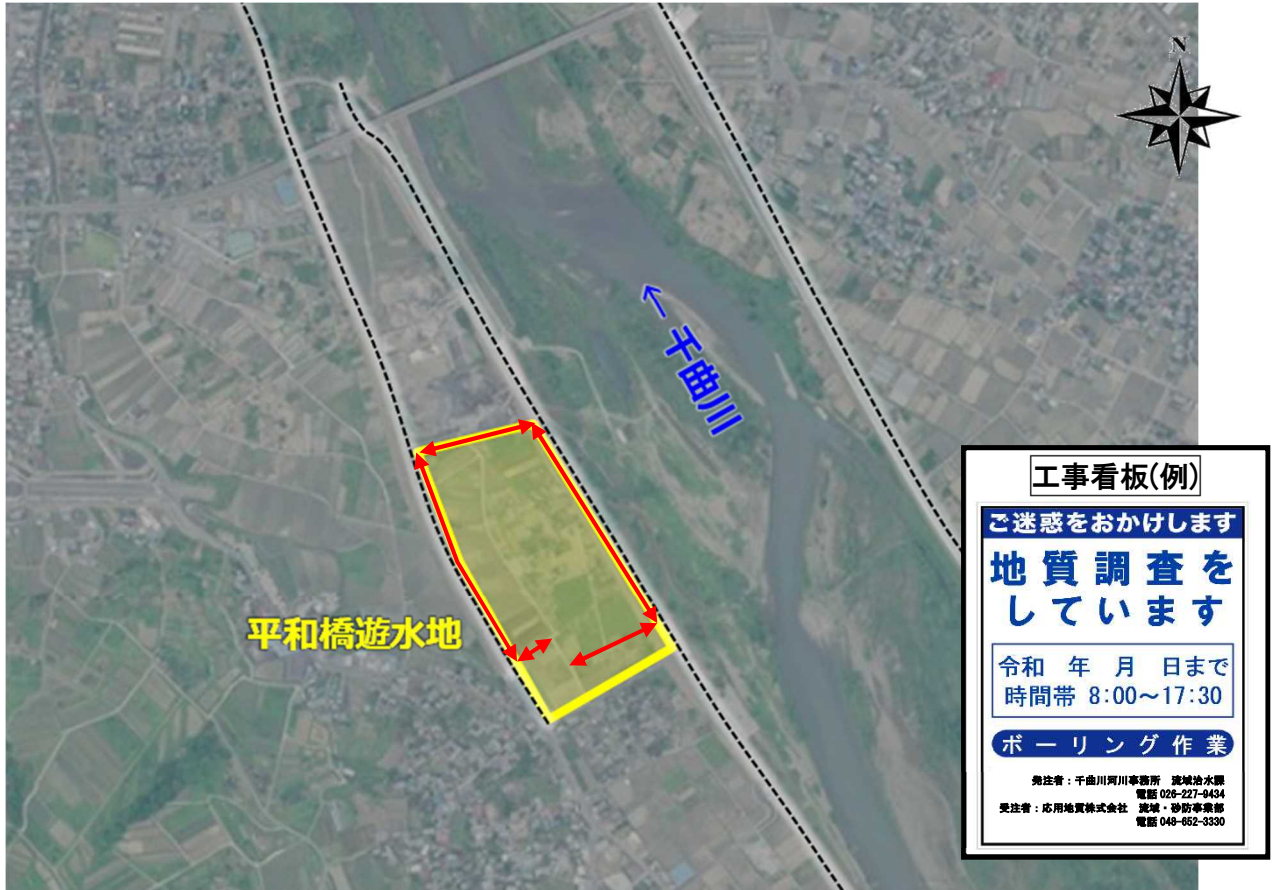 N
← 千曲川
平和橋遊水地
工事看板(例)
ご迷惑をおかけします
地質調査を
しています
令和　年　月　日まで
時間帯 8:00～17:30
ボーリング作業
発注者：千曲川河川事務所　流域治水課
電話 026-227-9434
受注者：応用地質株式会社　流域・砂防事業部
電話 048-652-3330